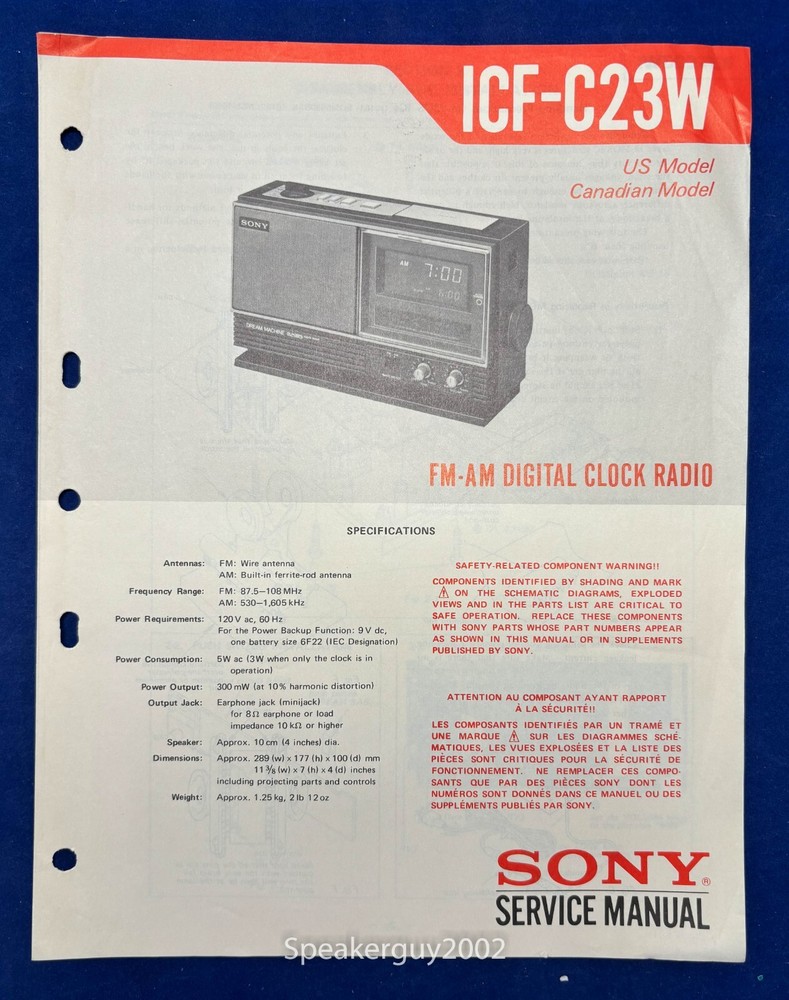 ICF-C23W
US Model
Canadian Model
SONY
AM 7:00
6:00
DREAM MACHINE
FM-AM DIGITAL CLOCK RADIO
SPECIFICATIONS
Antennas: FM: Wire antenna
AM: Built-in ferrite-rod antenna
Frequency Range: FM: 87.5–108 MHz
AM: 530–1,605 kHz
Power Requirements: 120 V ac, 60 Hz
For the Power Backup Function: 9 V dc,
one battery size 6F22 (IEC Designation)
Power Consumption: 5W ac (3W when only the clock is in
operation)
Power Output: 300 mW (at 10% harmonic distortion)
Output Jack: Earphone jack (minijack)
for 8Ω earphone or load
impedance 10 kΩ or higher
Speaker: Approx. 10 cm (4 inches) dia.
Dimensions: Approx. 289 (w) x 177 (h) x 100 (d) mm
11 3/8 (w) x 7 (h) x 4 (d) inches
including projecting parts and controls
Weight: Approx. 1.25 kg, 2 lb 12 oz
SAFETY-RELATED COMPONENT WARNING!!
COMPONENTS IDENTIFIED BY SHADING AND MARK
⚠ ON THE SCHEMATIC DIAGRAMS, EXPLODED
VIEWS AND IN THE PARTS LIST ARE CRITICAL TO
SAFE OPERATION. REPLACE THESE COMPONENTS
WITH SONY PARTS WHOSE PART NUMBERS APPEAR
AS SHOWN IN THIS MANUAL OR IN SUPPLEMENTS
PUBLISHED BY SONY.
ATTENTION AU COMPOSANT AYANT RAPPORT
À LA SÉCURITÉ!!
LES COMPOSANTS IDENTIFIÉS PAR UN TRAMÉ ET
UNE MARQUE ⚠ SUR LES DIAGRAMMES SCHÉ-
MATIQUES, LES VUES EXPLOSÉES ET LA LISTE DES
PIÈCES SONT CRITIQUES POUR LA SÉCURITÉ DE
FONCTIONNEMENT. NE REMPLACER CES COMPO-
SANTS QUE PAR DES PIÈCES SONY DONT LES
NUMÉROS SONT DONNÉS DANS CE MANUEL OU DES
SUPPLÉMENTS PUBLIÉS PAR SONY.
SONY®
SERVICE MANUAL
Speakerguy2002